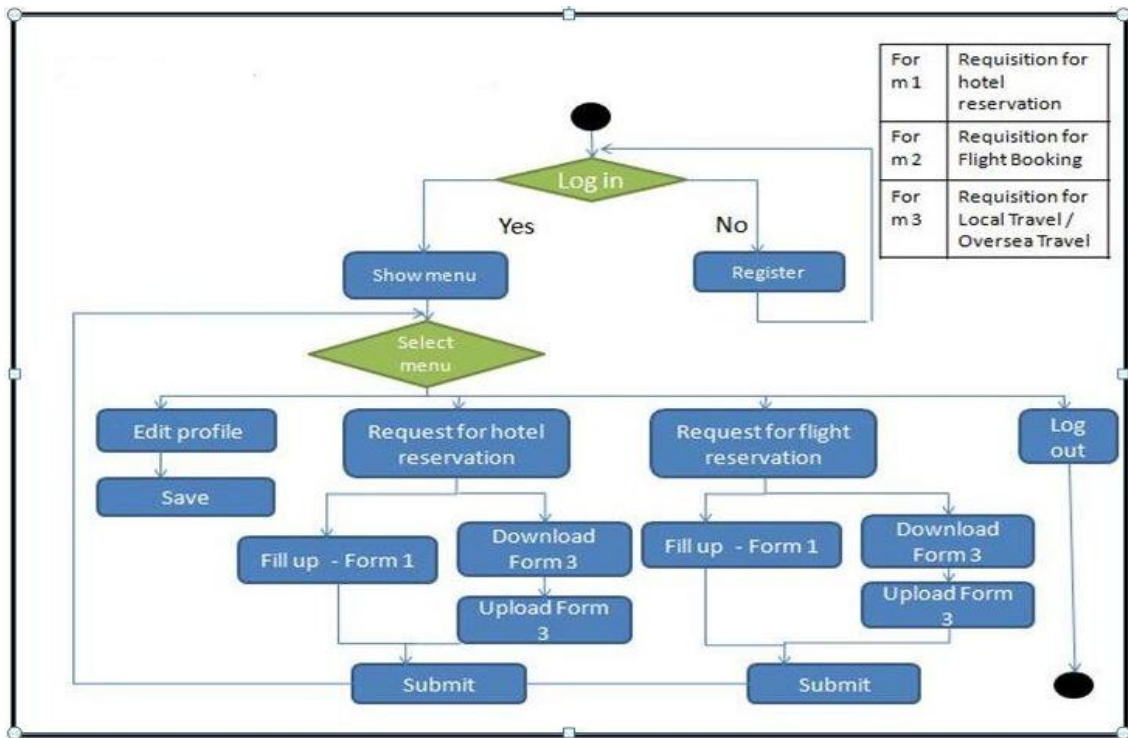 For
m 1
Requisition for
hotel
reservation
For
m 2
Requisition for
Flight Booking
For
m 3
Requisition for
Local Travel /
Oversea Travel
Log in
Yes
No
Show menu
Register
Select
menu
Edit profile
Request for hotel
reservation
Request for flight
reservation
Log
out
Save
Fill up - Form 1
Download
Form 3
Fill up - Form 1
Download
Form 3
Upload Form
3
Upload Form
3
Submit
Submit